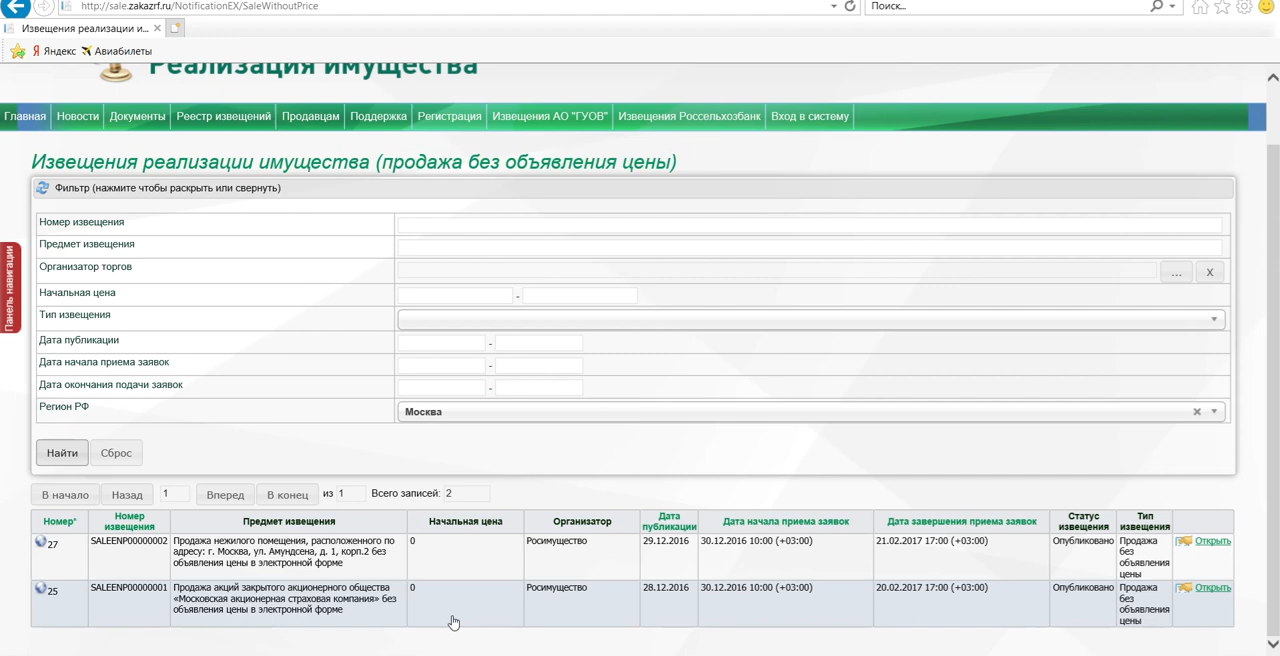 http://sale.zakazrf.ru/NotificationEX/SaleWithoutPrice
Поиск...
Извещения реализации и...
Яндекс
Авиабилеты
Реализация имущества
Главная
Новости
Документы
Реестр извещений
Продавцам
Поддержка
Регистрация
Извещения АО "ГУОВ"
Извещения Россельхозбанк
Вход в систему
Извещения реализации имущества (продажа без объявления цены)
Панель навигации
Фильтр (нажмите чтобы раскрыть или свернуть)
Номер извещения
Предмет извещения
Организатор торгов
...
X
Начальная цена
-
Тип извещения
Дата публикации
-
Дата начала приема заявок
-
Дата окончания подачи заявок
-
Регион РФ
Москва
Найти
Сброс
В начало
Назад
1
Вперед
В конец
из 1
Всего записей: 2
Номер*
Номер
извещения
Предмет извещения
Начальная цена
Организатор
Дата
публикации
Дата начала приема заявок
Дата завершения приема заявок
Статус
извещения
Тип
извещения
27
SALEENP00000002
Продажа нежилого помещения, расположенного по
адресу: г. Москва, ул. Амундсена, д. 1, корп.2 без
объявления цены в электронной форме
0
Росимущество
29.12.2016
30.12.2016 10:00 (+03:00)
21.02.2017 17:00 (+03:00)
Опубликовано
Продажа
без
объявления
цены
Открыть
25
SALEENP00000001
Продажа акций закрытого акционерного общества
«Московская акционерная страховая компания» без
объявления цены в электронной форме
0
Росимущество
28.12.2016
30.12.2016 10:00 (+03:00)
20.02.2017 17:00 (+03:00)
Опубликовано
Продажа
без
объявления
цены
Открыть